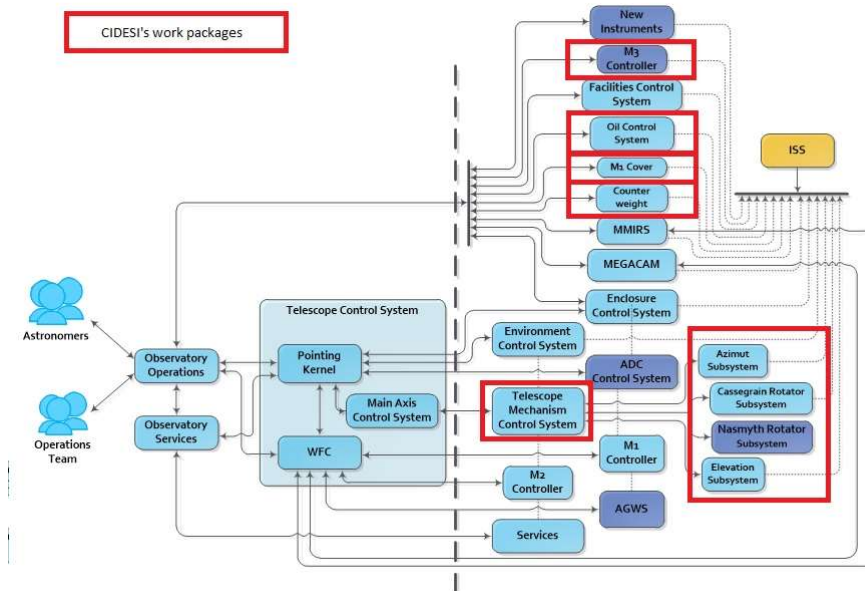 CIDESI's work packages
New
Instruments
M3
Controller
Facilities Control
System
Oil Control
System
ISS
M1 Cover
Counter
weight
MMIRS
MEGACAM
Telescope Control System
Enclosure
Control System
Astronomers
Observatory
Operations
Pointing
Kernel
Environment
Control System
ADC
Control System
Azimut
Subsystem
Cassegrain Rotator
Subsystem
Main Axis
Control System
Telescope
Mechanism
Control System
Nasmyth Rotator
Subsystem
Operations
Team
Observatory
Services
WFC
M1
Controller
Elevation
Subsystem
M2
Controller
AGWS
Services